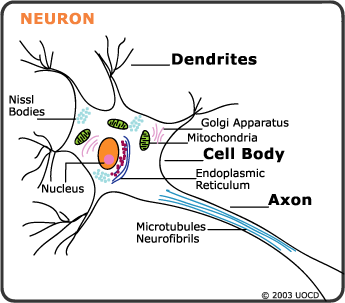 NEURON
Dendrites
Nissl
Bodies
Golgi Apparatus
Mitochondria
Cell Body
Endoplasmic
Reticulum
Nucleus
Axon
Microtubules
Neurofibrils
© 2003 UOCD